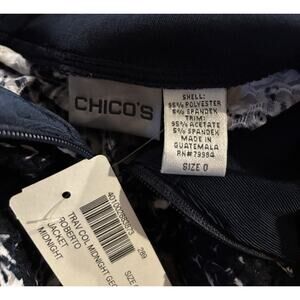 CHICO'S
SHELL:
95% POLYESTER
5% SPANDEX
TRIM:
95% ACETATE
5% SPANDEX
MADE IN
GUATEMALA
RN#79984
SIZE 0
289
TRAV COL MIDNIGHT GEO
ROBERTO
JACKET
MIDNIGHT
SIZE